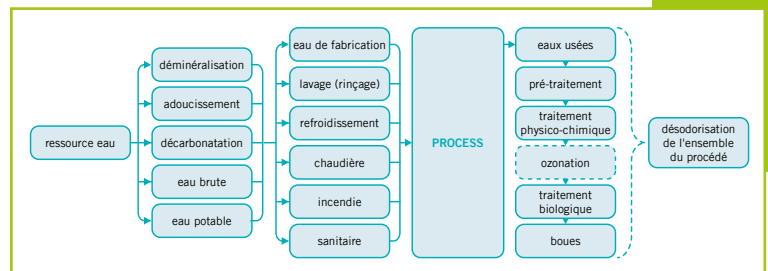 ressource eau
déminéralisation
adoucissement
décarbonatation
eau brute
eau potable
eau de fabrication
lavage (rinçage)
refroidissement
chaudière
incendie
sanitaire
PROCESS
eaux usées
pré-traitement
traitement
physico-chimique
ozonation
traitement
biologique
boues
désodorisation
de l'ensemble
du procédé